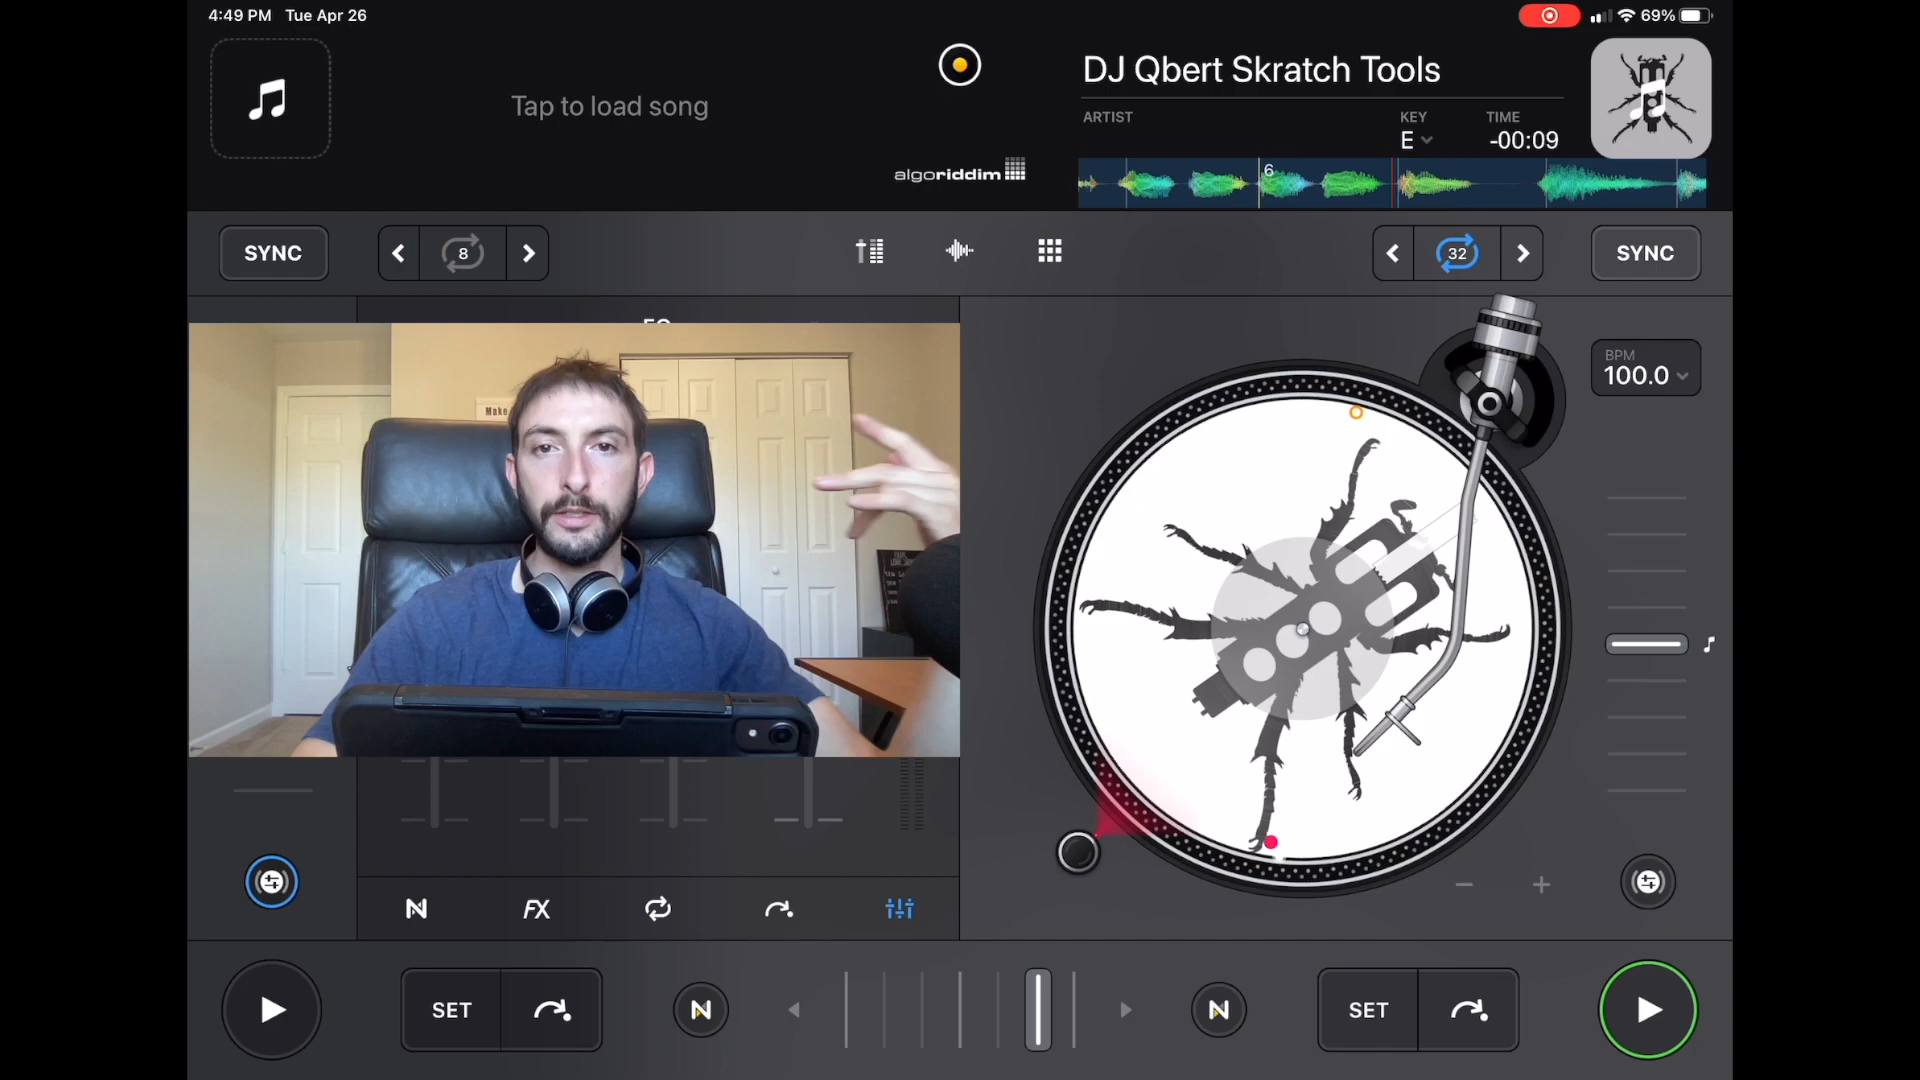 4:49 PM Tue Apr 26
69%
Tap to load song
DJ Qbert Skratch Tools
ARTIST
KEY
TIME
E
-00:09
algoriddim
6
SYNC
8
32
SYNC
BPM
100.0
Make
N
FX
SET
N
N
SET